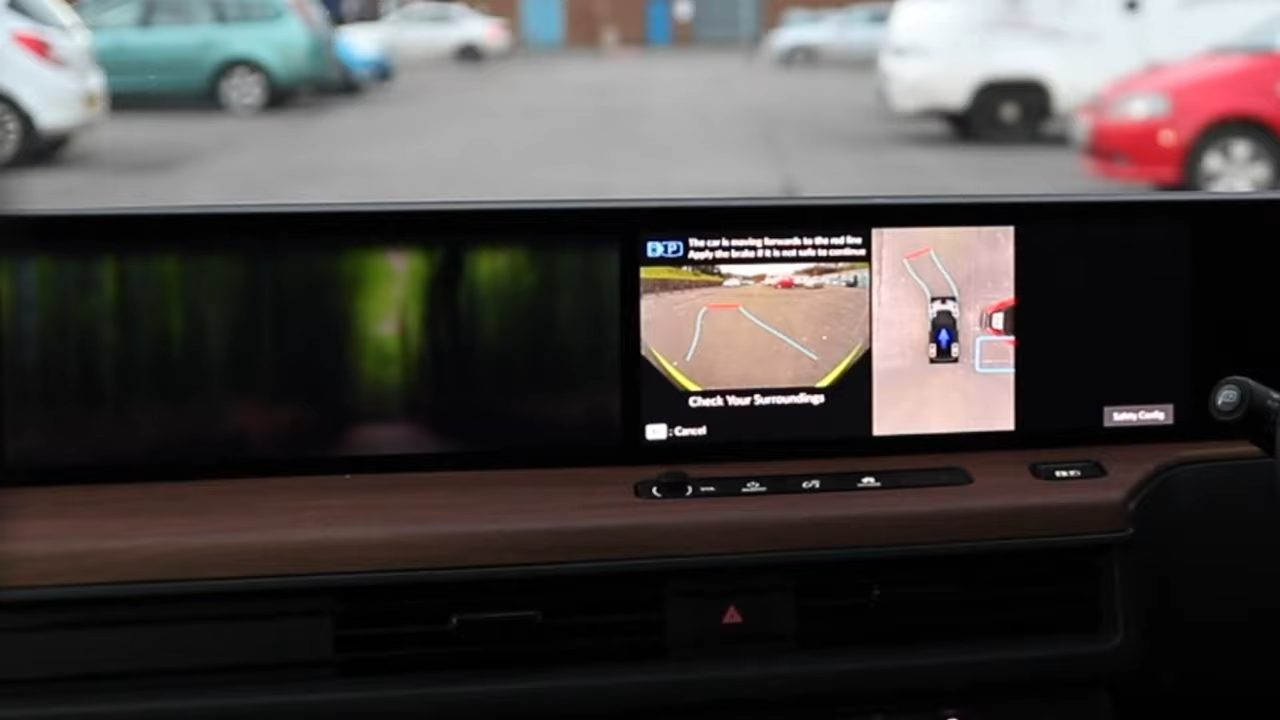 P
The car is moving forwards to the red line
Apply the brake if it is not safe to continue
Check Your Surroundings
: Cancel
Safety Config